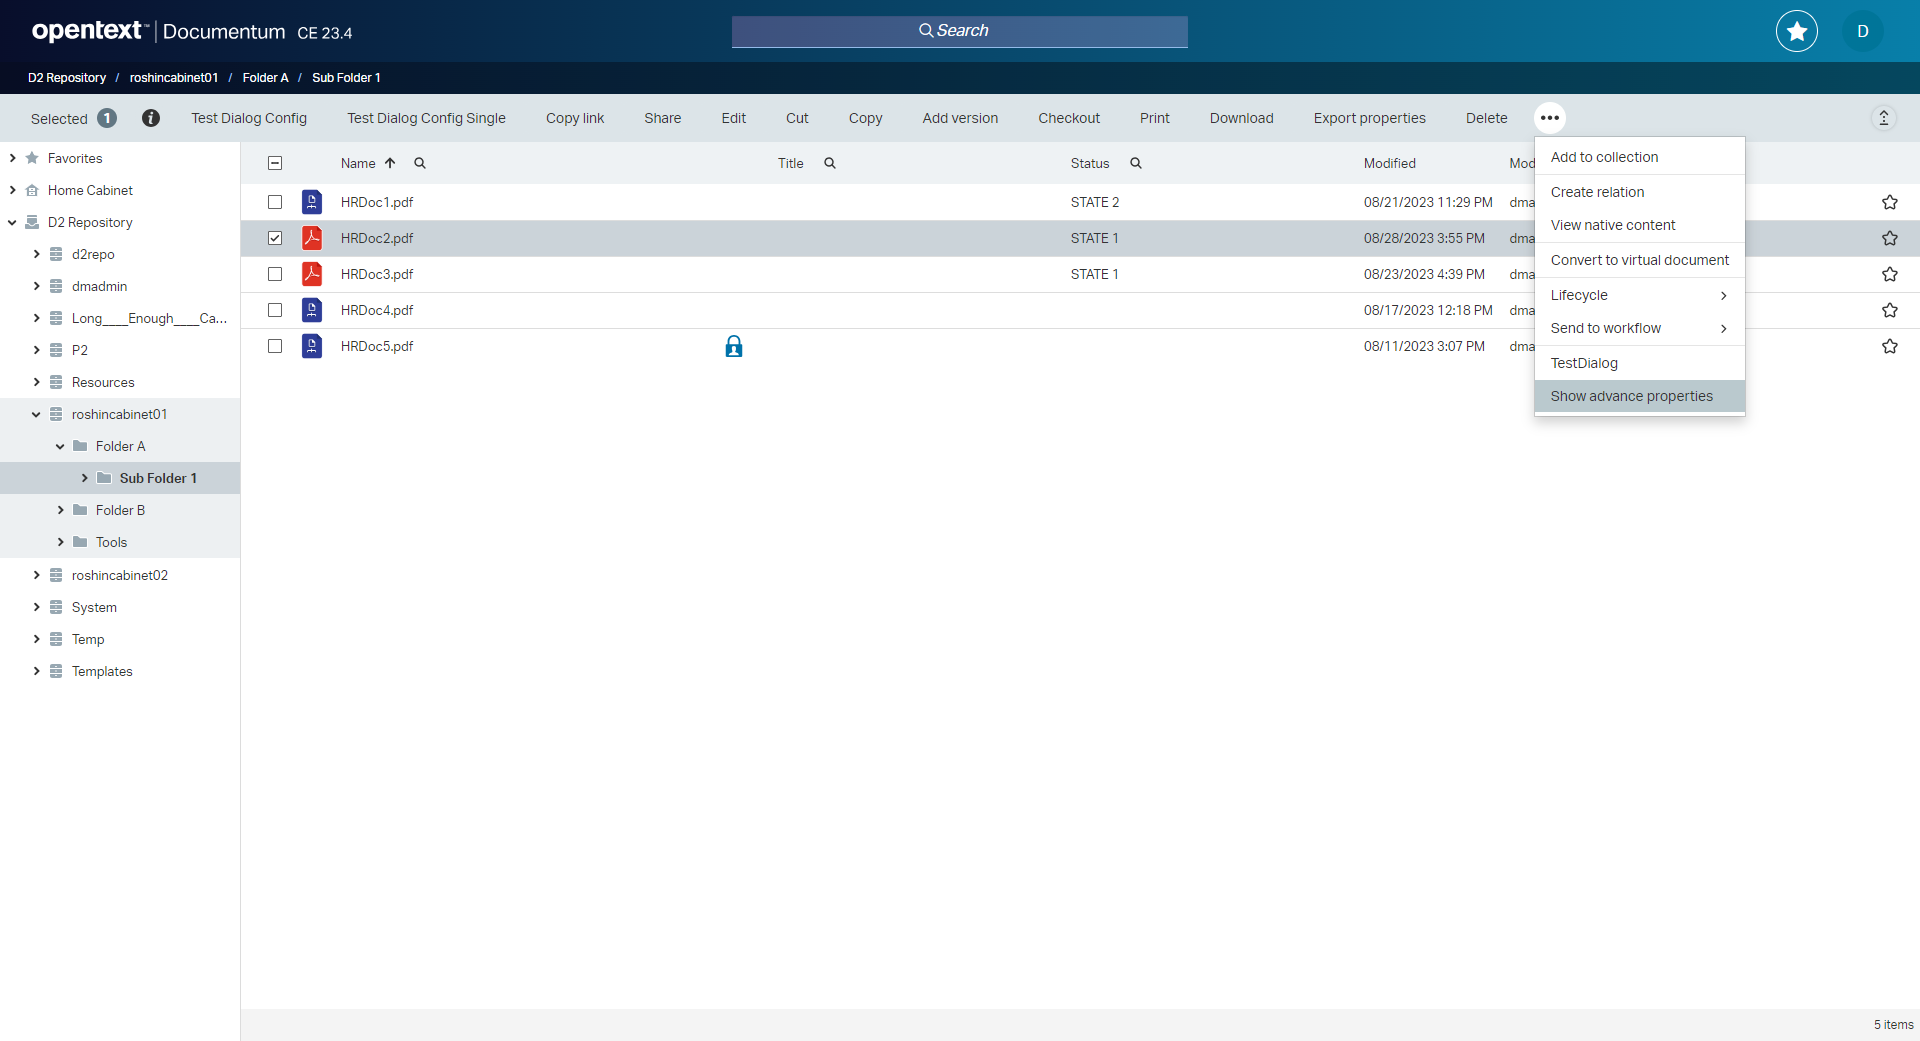 opentext™ | Documentum CE 23.4
Search
D
D2 Repository / roshincabinet01 / Folder A / Sub Folder 1
Selected 1 Test Dialog Config Test Dialog Config Single Copy link Share Edit Cut Copy Add version Checkout Print Download Export properties Delete
Favorites
Home Cabinet
D2 Repository
d2repo
dmadmin
Long____Enough____Ca...
P2
Resources
roshincabinet01
Folder A
Sub Folder 1
Folder B
Tools
roshincabinet02
System
Temp
Templates
Name Title Status Modified Mod
HRDoc1.pdf STATE 2 08/21/2023 11:29 PM dma
HRDoc2.pdf STATE 1 08/28/2023 3:55 PM dma
HRDoc3.pdf STATE 1 08/23/2023 4:39 PM dma
HRDoc4.pdf 08/17/2023 12:18 PM dma
HRDoc5.pdf 08/11/2023 3:07 PM dma
Add to collection
Create relation
View native content
Convert to virtual document
Lifecycle
Send to workflow
TestDialog
Show advance properties
5 items